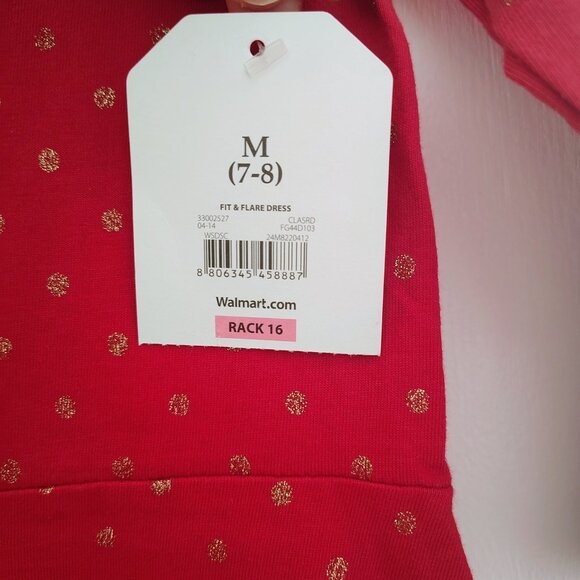 M
(7-8)
FIT & FLARE DRESS
33002527 CLASRD
04-14 FG44D103
WSDSC 24M8220412
8 806345 458887
Walmart.com
RACK 16